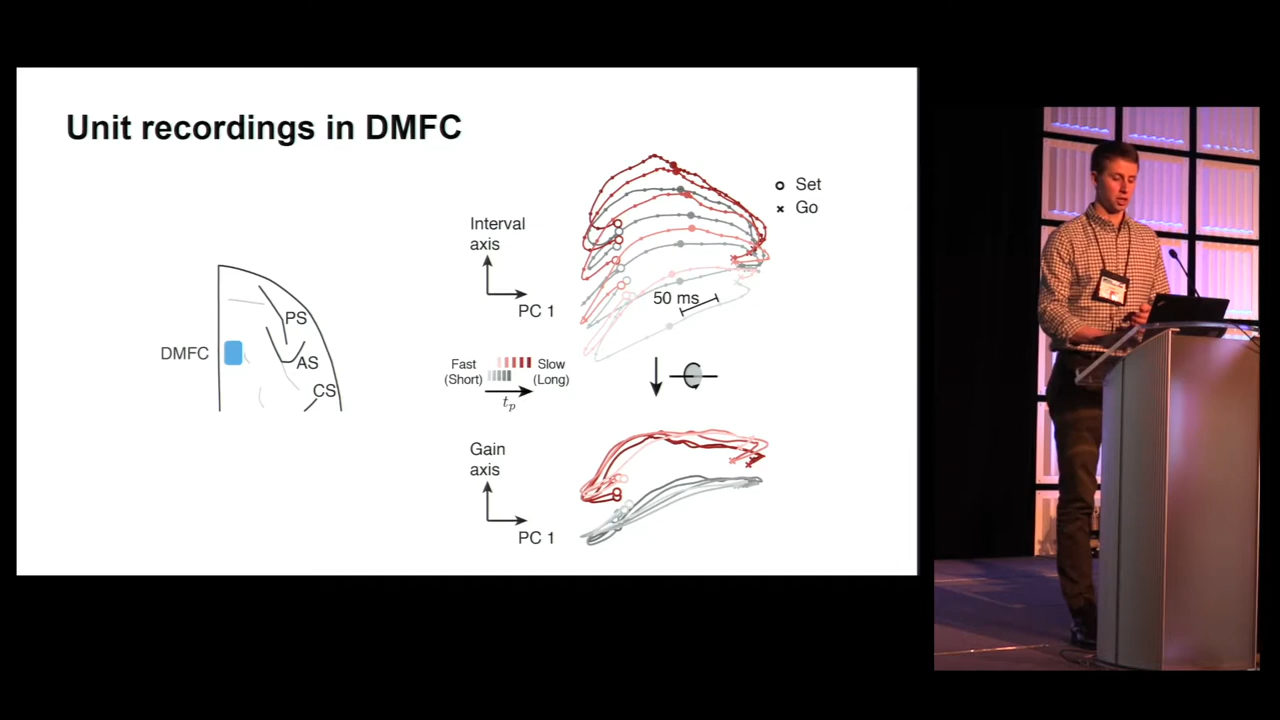 Unit recordings in DMFC
DMFC
PS
AS
CS
Interval
axis
PC 1
Set
Go
50 ms
Fast
(Short)
Slow
(Long)
tp
Gain
axis
PC 1